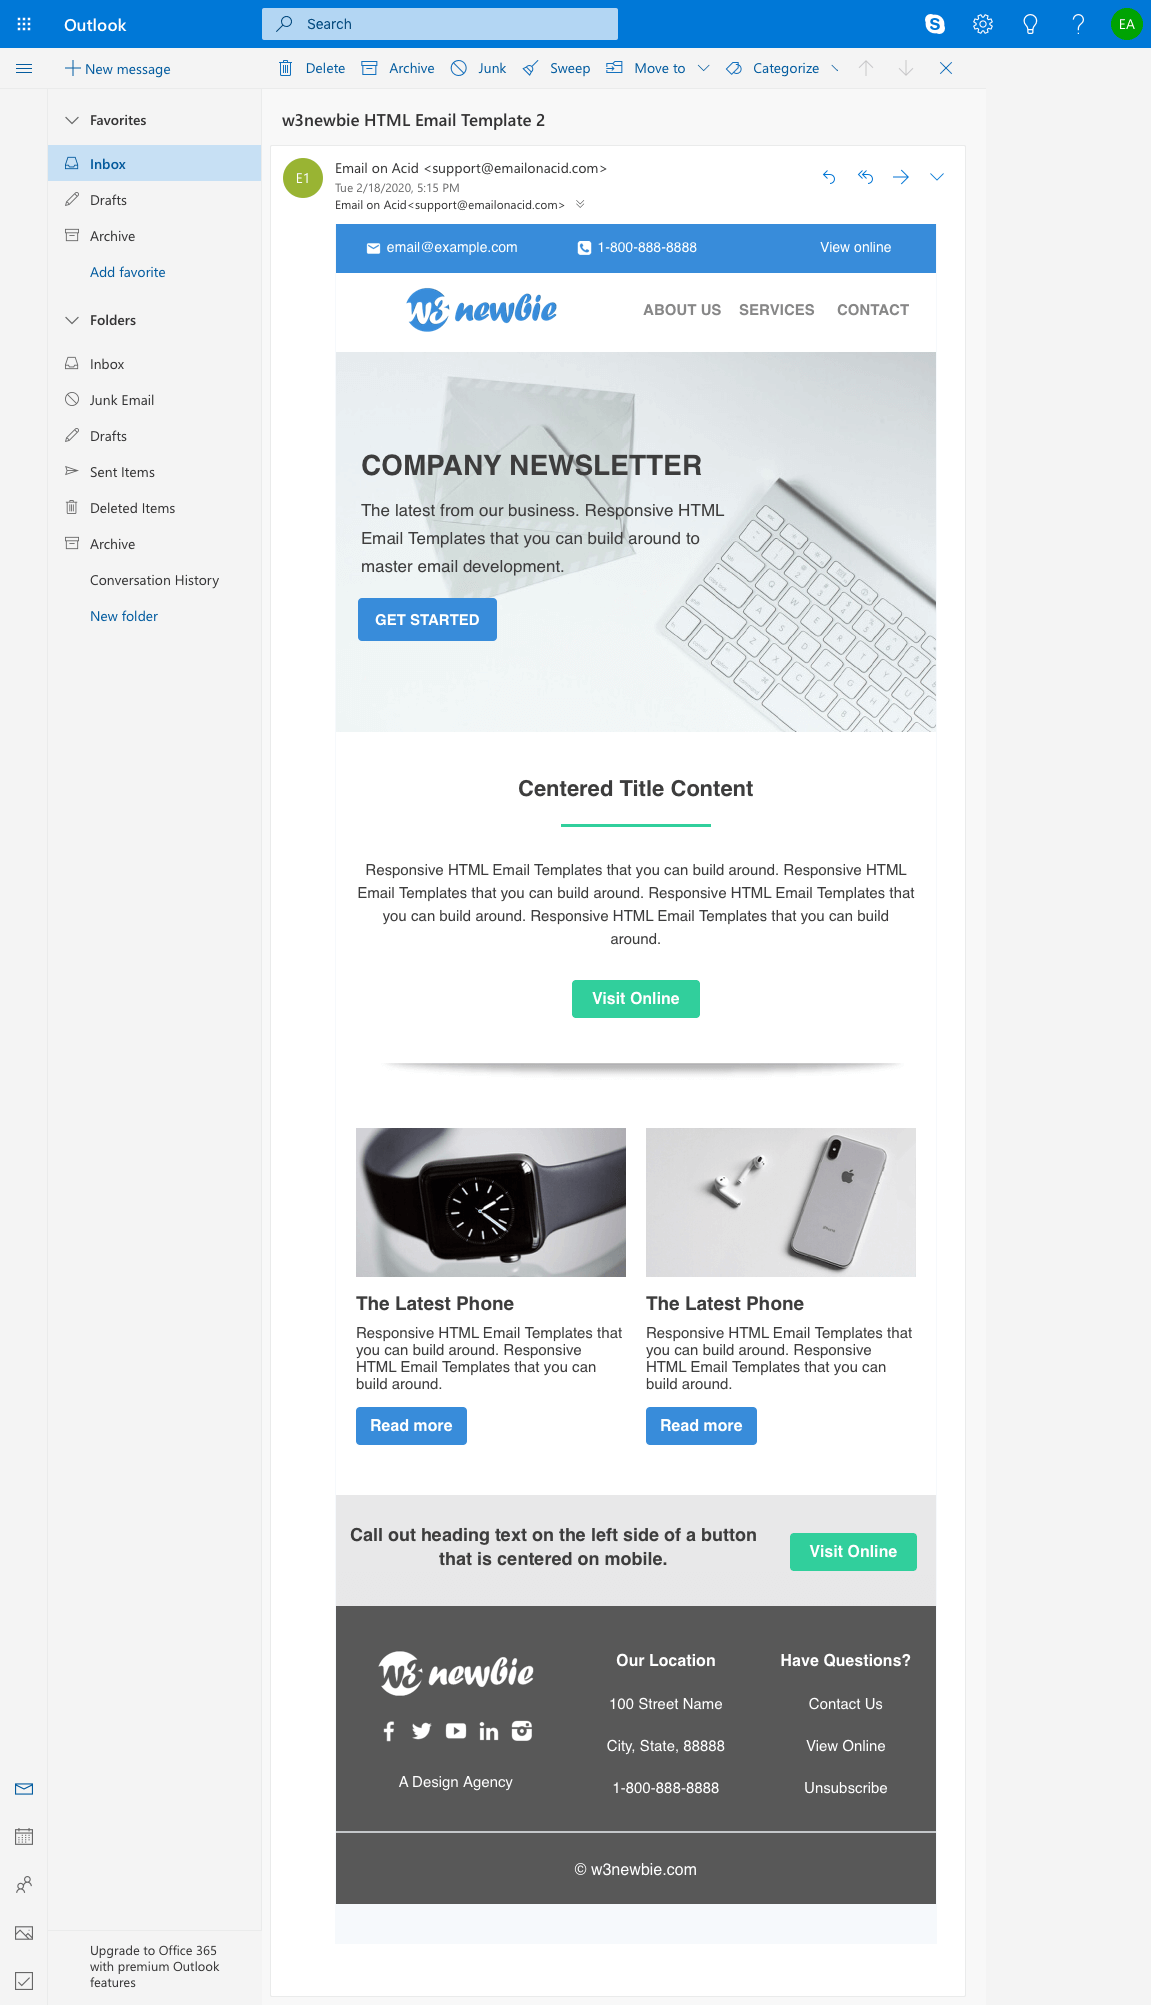 Outlook
Search
EA
New message
Delete
Archive
Junk
Sweep
Move to
Categorize
Favorites
Inbox
Drafts
Archive
Add favorite
Folders
Inbox
Junk Email
Drafts
Sent Items
Deleted Items
Archive
Conversation History
New folder
Upgrade to Office 365
with premium Outlook
features
w3newbie HTML Email Template 2
E1
Email on Acid <support@emailonacid.com>
Tue 2/18/2020, 5:15 PM
Email on Acid<support@emailonacid.com>
email@example.com
1-800-888-8888
View online
w3 newbie
ABOUT US
SERVICES
CONTACT
COMPANY NEWSLETTER
The latest from our business. Responsive HTML
Email Templates that you can build around to
master email development.
GET STARTED
Centered Title Content
Responsive HTML Email Templates that you can build around. Responsive HTML
Email Templates that you can build around. Responsive HTML Email Templates that
you can build around. Responsive HTML Email Templates that you can build
around.
Visit Online
The Latest Phone
Responsive HTML Email Templates that
you can build around. Responsive
HTML Email Templates that you can
build around.
Read more
The Latest Phone
Responsive HTML Email Templates that
you can build around. Responsive
HTML Email Templates that you can
build around.
Read more
Call out heading text on the left side of a button
that is centered on mobile.
Visit Online
w3 newbie
A Design Agency
Our Location
100 Street Name
City, State, 88888
1-800-888-8888
Have Questions?
Contact Us
View Online
Unsubscribe
© w3newbie.com